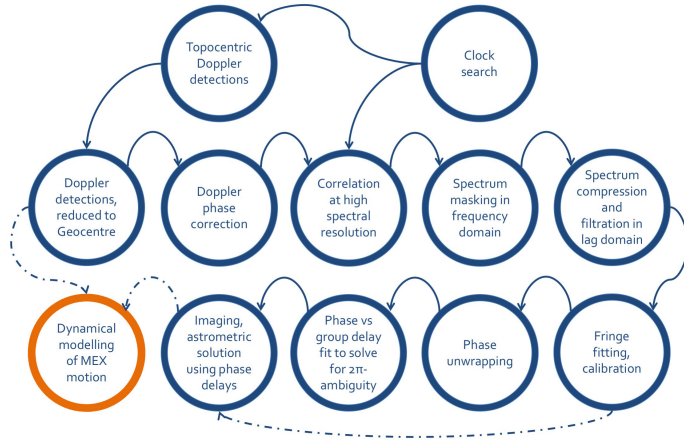 Topocentric
Doppler
detections
Clock
search
Doppler
detections,
reduced to
Geocentre
Doppler
phase
correction
Correlation
at high
spectral
resolution
Spectrum
masking in
frequency
domain
Spectrum
compression
and
filtration in
lag domain
Dynamical
modelling
of MEX
motion
Imaging,
astrometric
solution
using phase
delays
Phase vs
group delay
fit to solve
for 2π-
ambiguity
Phase
unwrapping
Fringe
fitting,
calibration